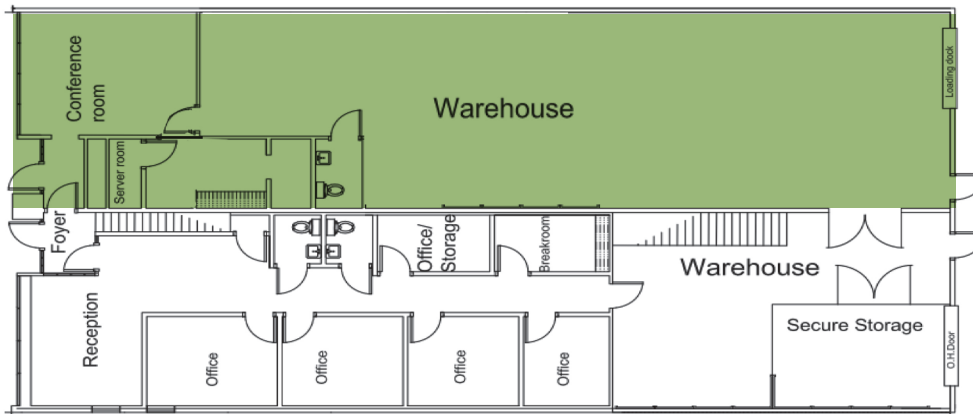 Conference
room
Warehouse
Loading dock
Server room
Foyer
Office/
Storage
Breakroom
Warehouse
Reception
Secure Storage
Office
Office
Office
Office
O.H.Door